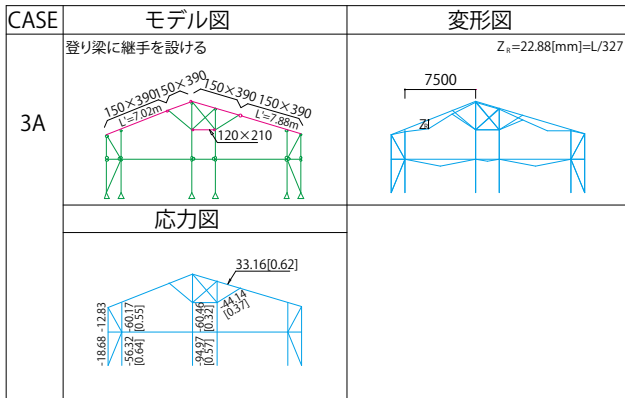 CASE
モデル図
変形図
3A
登り梁に継手を設ける
150×390
150×390
150×390
150×390
L'=7.02m
L'=7.88m
120×210
Z_R=22.88[mm]=L/327
7500
応力図
33.16[0.62]
-44.14
[0.37]
-12.83
-18.68
-60.17
[0.55]
-56.32
[0.64]
-60.46
[0.32]
-94.97
[0.57]